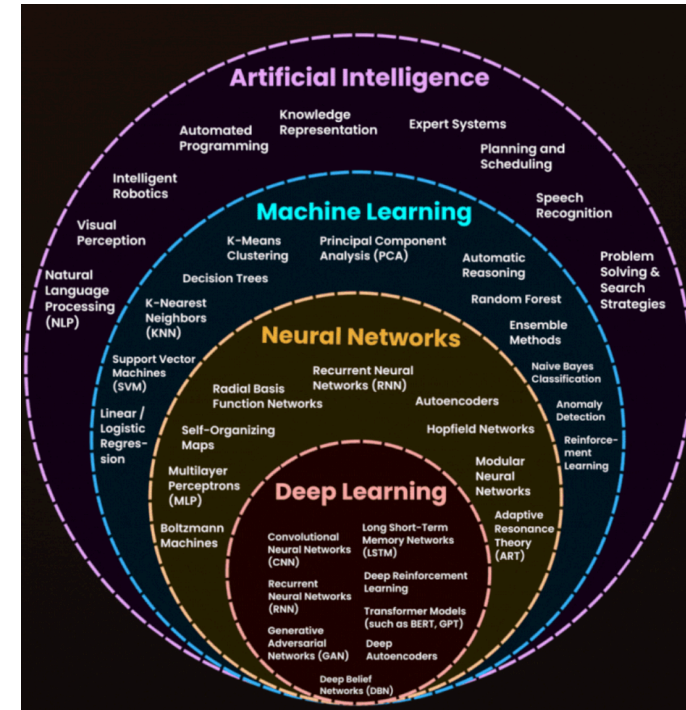 Artificial Intelligence
Knowledge
Representation
Expert Systems
Automated
Programming
Planning and
Scheduling
Intelligent
Robotics
Speech
Recognition
Visual
Perception
Problem
Solving &
Search
Strategies
Natural
Language
Processing
(NLP)
Machine Learning
K-Means
Clustering
Principal Component
Analysis (PCA)
Automatic
Reasoning
Decision Trees
Random Forest
K-Nearest
Neighbors
(KNN)
Ensemble
Methods
Support Vector
Machines
(SVM)
Naive Bayes
Classification
Anomaly
Detection
Linear /
Logistic
Regres-
sion
Reinforce-
ment
Learning
Neural Networks
Recurrent Neural
Networks (RNN)
Radial Basis
Function Networks
Autoencoders
Self-Organizing
Maps
Hopfield Networks
Multilayer
Perceptrons
(MLP)
Modular
Neural
Networks
Boltzmann
Machines
Adaptive
Resonance
Theory
(ART)
Deep Learning
Convolutional
Neural Networks
(CNN)
Long Short-Term
Memory Networks
(LSTM)
Recurrent
Neural Networks
(RNN)
Deep Reinforcement
Learning
Transformer Models
(such as BERT, GPT)
Generative
Adversarial
Networks (GAN)
Deep
Autoencoders
Deep Belief
Networks (DBN)